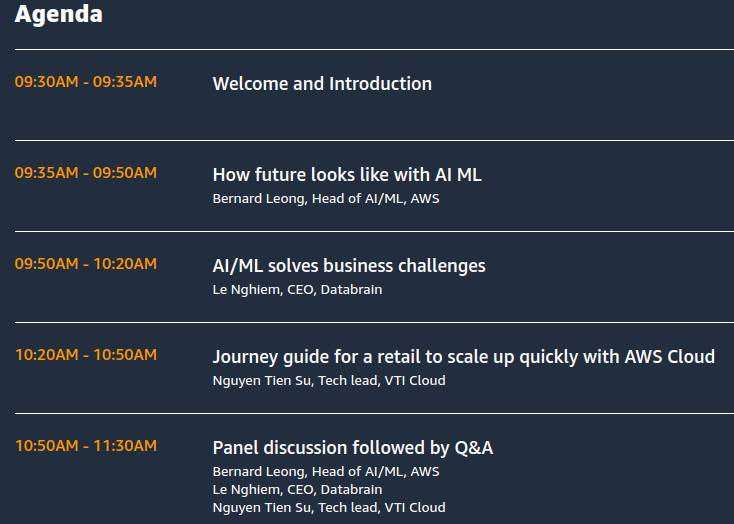 Agenda
09:30AM - 09:35AM
Welcome and Introduction
09:35AM - 09:50AM
How future looks like with AI ML
Bernard Leong, Head of AI/ML, AWS
09:50AM - 10:20AM
AI/ML solves business challenges
Le Nghiem, CEO, Databrain
10:20AM - 10:50AM
Journey guide for a retail to scale up quickly with AWS Cloud
Nguyen Tien Su, Tech lead, VTI Cloud
10:50AM - 11:30AM
Panel discussion followed by Q&A
Bernard Leong, Head of AI/ML, AWS
Le Nghiem, CEO, Databrain
Nguyen Tien Su, Tech lead, VTI Cloud